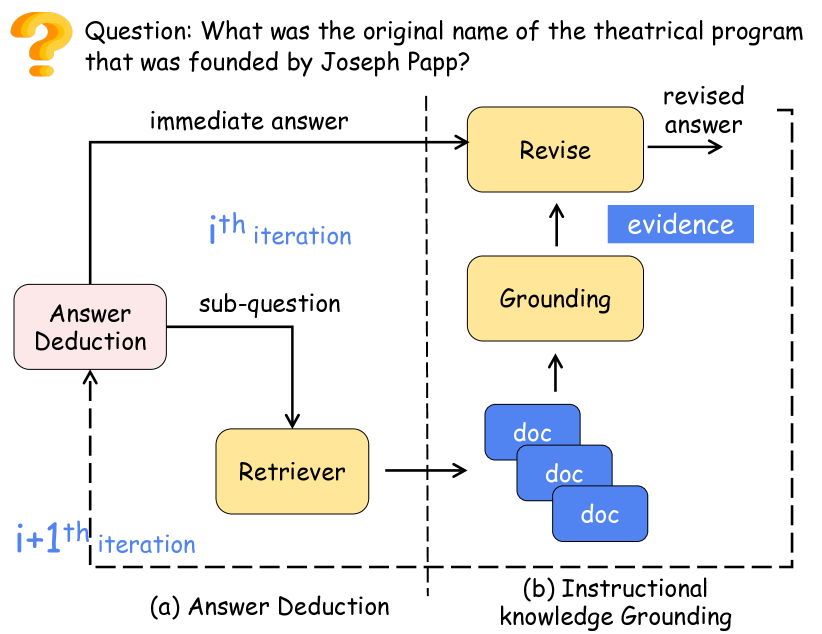 Question: What was the original name of the theatrical program
that was founded by Joseph Papp?
immediate answer
revised
answer
Revise
i^th iteration
evidence
Answer
Deduction
sub-question
Grounding
Retriever
doc
doc
doc
i+1^th iteration
(a) Answer Deduction
(b) Instructional
knowledge Grounding